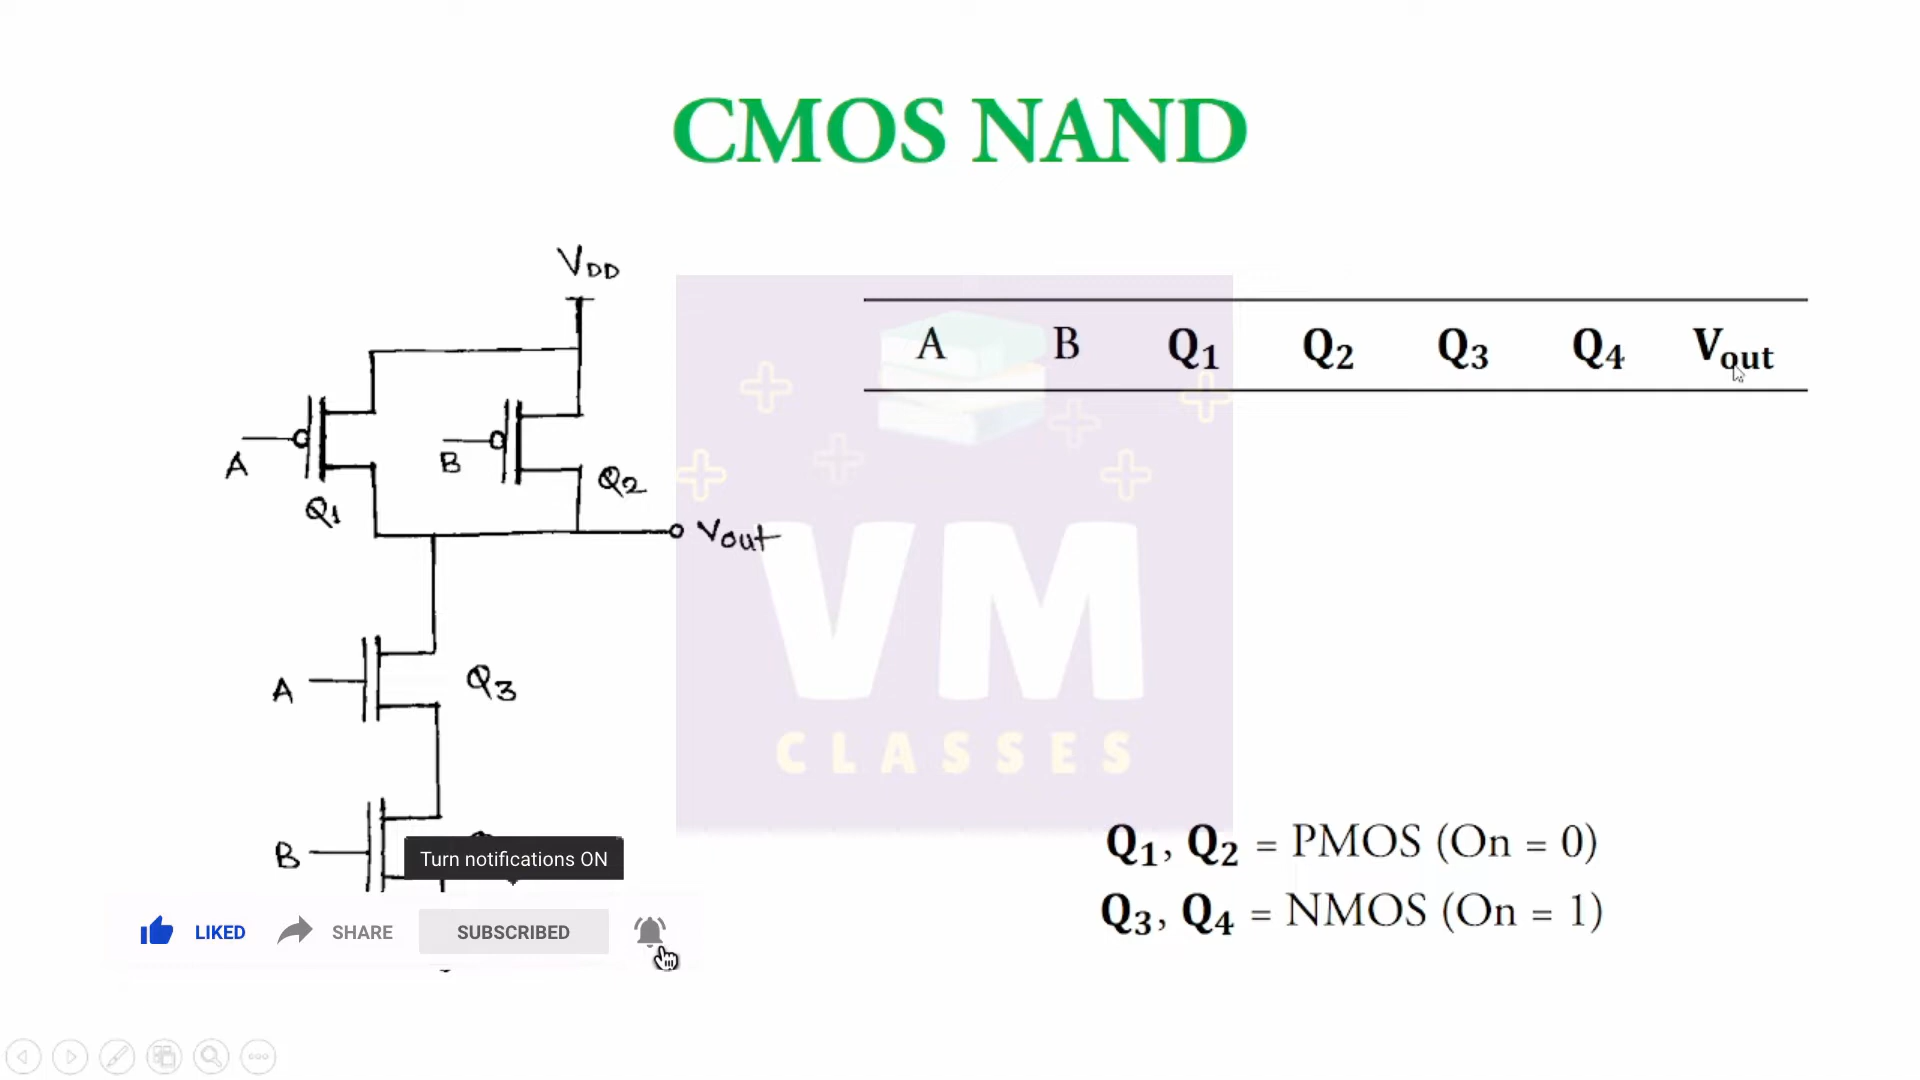 CMOS NAND
VDD
A
Q1
B
Q2
Vout
A
Q3
B
A B Q1 Q2 Q3 Q4 Vout
VM
CLASSES
Q1, Q2 = PMOS (On = 0)
Q3, Q4 = NMOS (On = 1)
Turn notifications ON
LIKED SHARE SUBSCRIBED